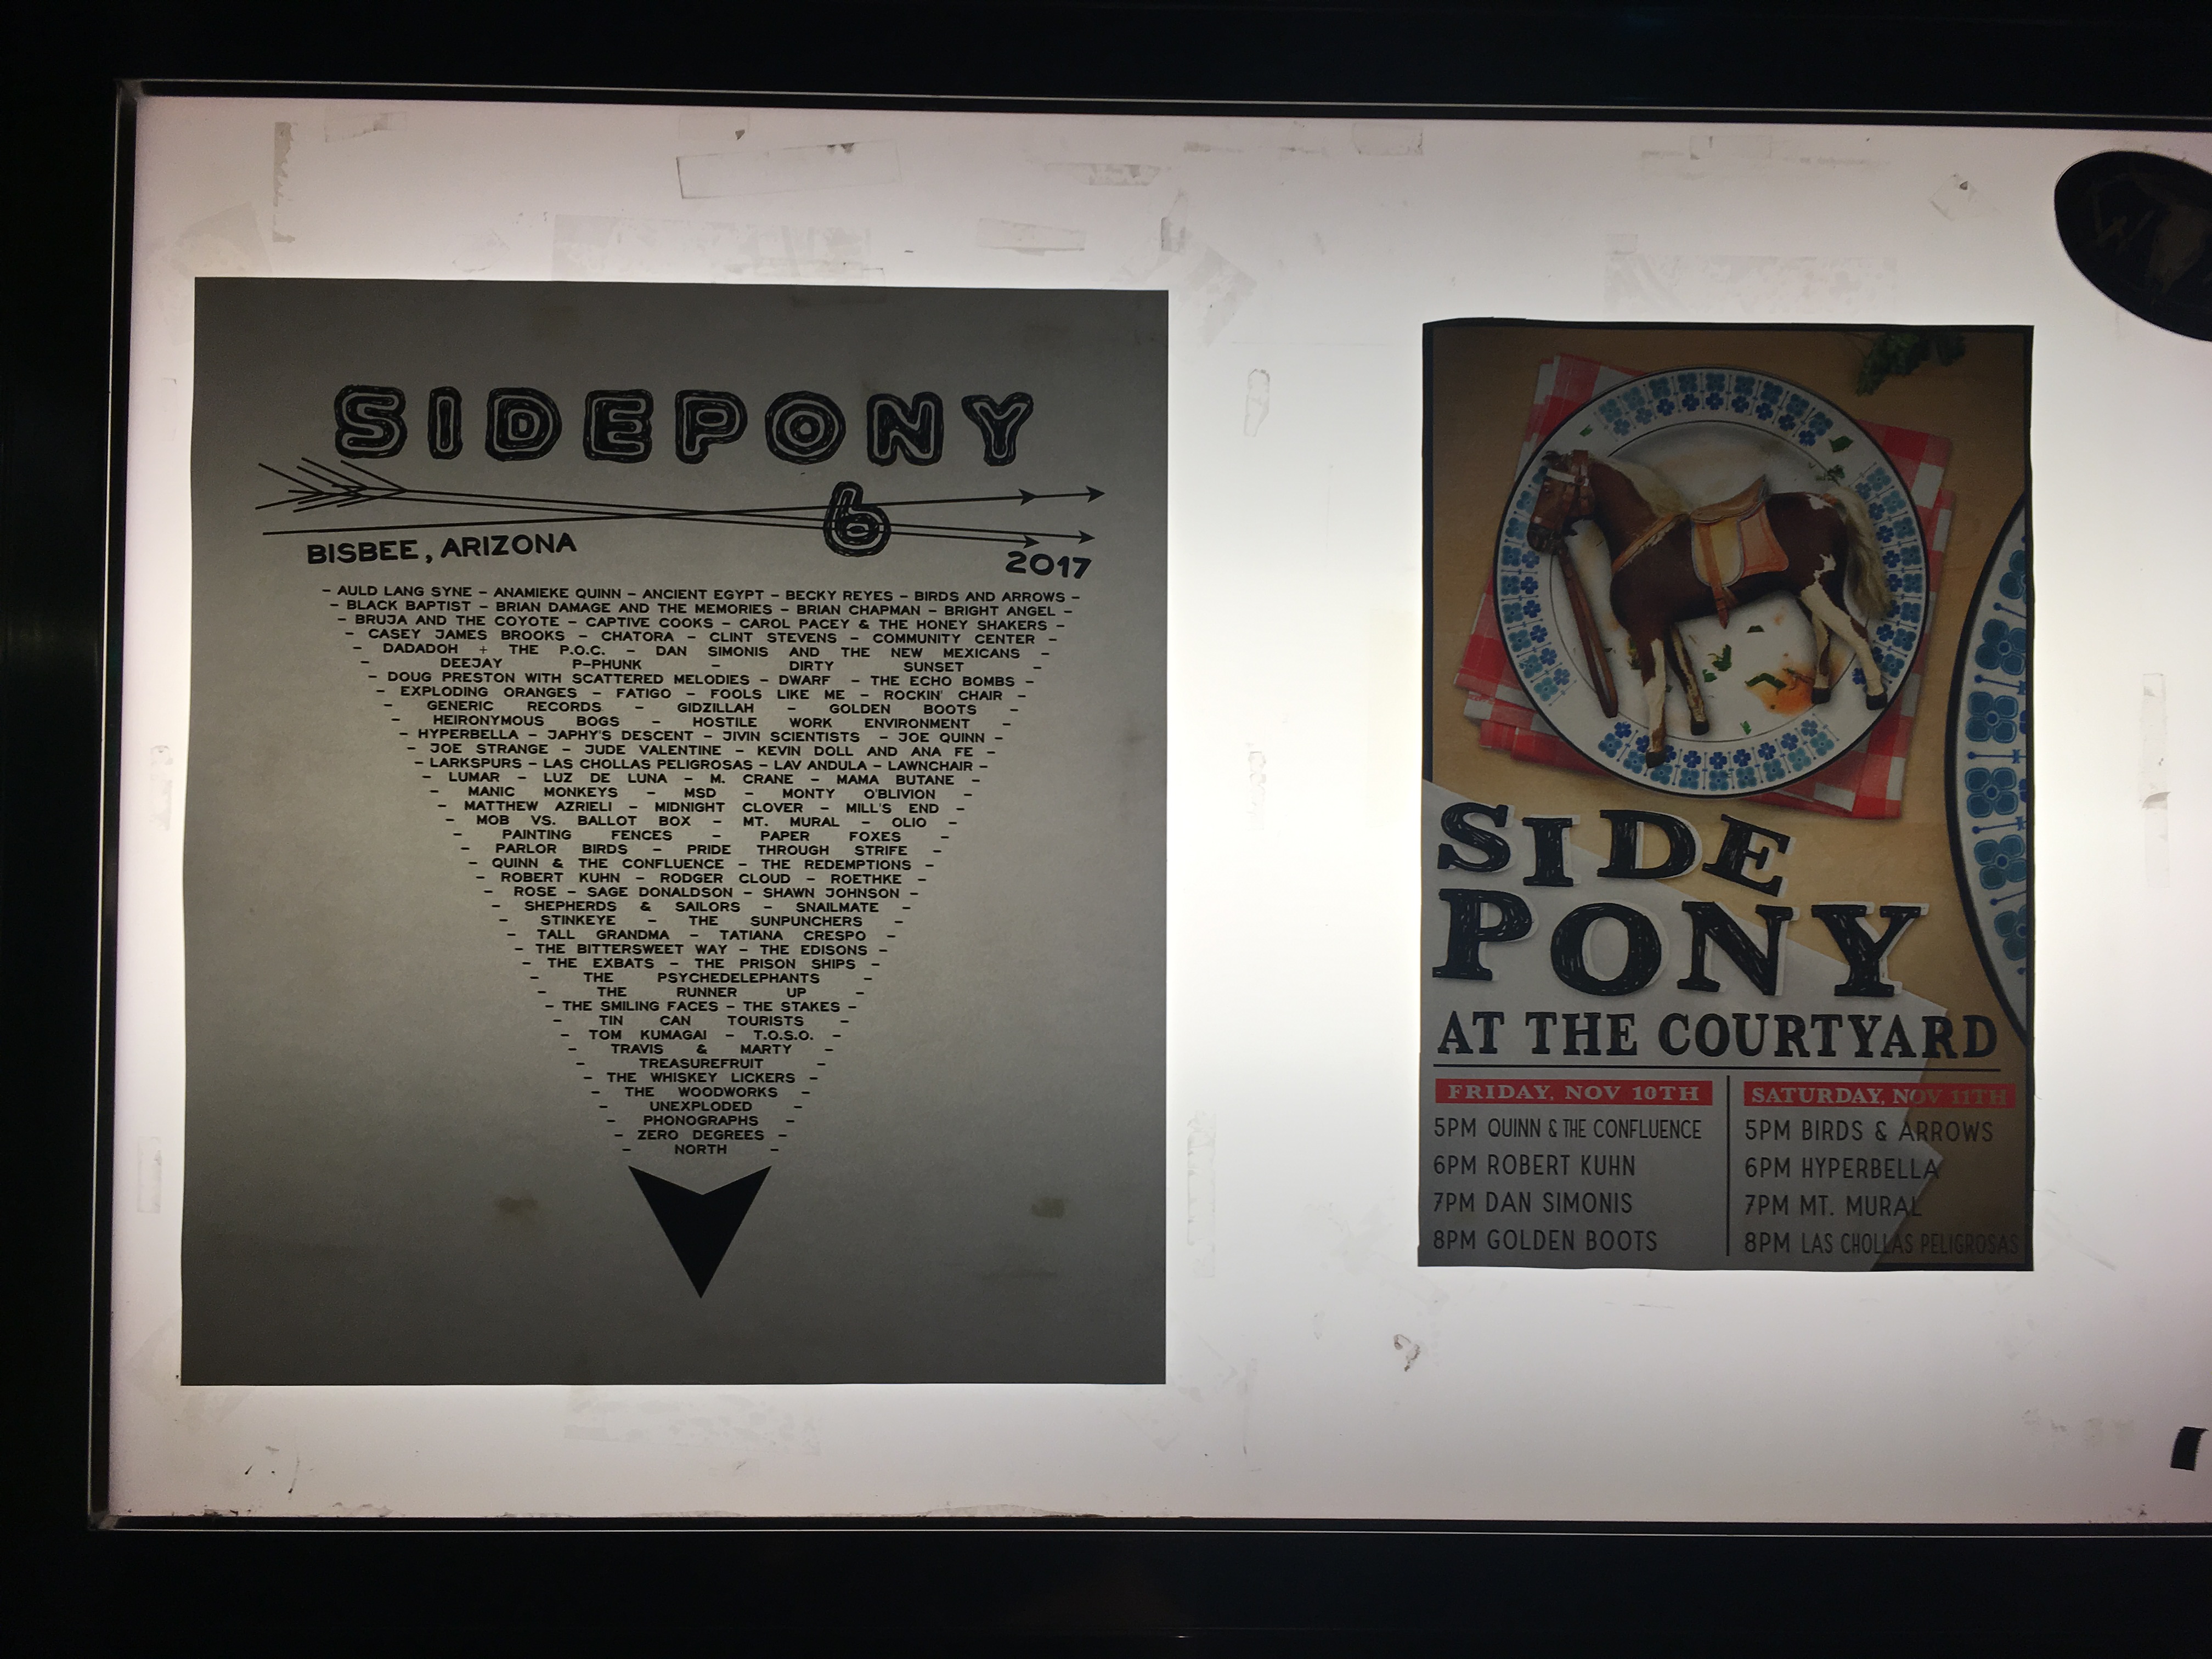 SIDEPONY
6
BISBEE, ARIZONA
2017
- AULD LANG SYNE - ANAMIEKE QUINN - ANCIENT EGYPT - BECKY REYES - BIRDS AND ARROWS -
- BLACK BAPTIST - BRIAN DAMAGE AND THE MEMORIES - BRIAN CHAPMAN - BRIGHT ANGEL -
- BRUJA AND THE COYOTE - CAPTIVE COOKS - CAROL PACEY & THE HONEY SHAKERS -
- CASEY JAMES BROOKS - CHATORA - CLINT STEVENS - COMMUNITY CENTER -
- DADADOH + THE P.O.C. - DAN SIMONIS AND THE NEW MEXICANS -
- DEEJAY P-PHUNK - DIRTY SUNSET -
- DOUG PRESTON WITH SCATTERED MELODIES - DWARF - THE ECHO BOMBS -
- EXPLODING ORANGES - FATIGO - FOOLS LIKE ME - ROCKIN' CHAIR -
- GENERIC RECORDS - GIDZILLAH - GOLDEN BOOTS -
- HEIRONYMOUS BOGS - HOSTILE WORK ENVIRONMENT -
- HYPERBELLA - JAPHY'S DESCENT - JIVIN SCIENTISTS - JOE QUINN -
- JOE STRANGE - JUDE VALENTINE - KEVIN DOLL AND ANA FE -
- LARKSPURS - LAS CHOLLAS PELIGROSAS - LAV ANDULA - LAWNCHAIR -
- LUMAR - LUZ DE LUNA - M. CRANE - MAMA BUTANE -
- MANIC MONKEYS - MSD - MONTY O'BLIVION -
- MATTHEW AZRIELI - MIDNIGHT CLOVER - MILL'S END -
- MOB VS. BALLOT BOX - MT. MURAL - OLIO -
- PAINTING FENCES - PAPER FOXES -
- PARLOR BIRDS - PRIDE THROUGH STRIFE -
- QUINN & THE CONFLUENCE - THE REDEMPTIONS -
- ROBERT KUHN - RODGER CLOUD - ROETHKE -
- ROSE - SAGE DONALDSON - SHAWN JOHNSON -
- SHEPHERDS & SAILORS - SNAILMATE -
- STINKEYE - THE SUNPUNCHERS -
- TALL GRANDMA - TATIANA CRESPO -
- THE BITTERSWEET WAY - THE EDISONS -
- THE EXBATS - THE PRISON SHIPS -
- THE PSYCHEDELEPHANTS -
- THE RUNNER UP -
- THE SMILING FACES - THE STAKES -
- TIN CAN TOURISTS -
- TOM KUMAGAI - T.O.S.O. -
- TRAVIS & MARTY -
- TREASUREFRUIT -
- THE WHISKEY LICKERS -
- THE WOODWORKS -
- UNEXPLODED -
- PHONOGRAPHS -
- ZERO DEGREES -
- NORTH -
SIDE
PONY
AT THE COURTYARD
FRIDAY, NOV 10TH
5PM QUINN & THE CONFLUENCE
6PM ROBERT KUHN
7PM DAN SIMONIS
8PM GOLDEN BOOTS
SATURDAY, NOV 11TH
5PM BIRDS & ARROWS
6PM HYPERBELLA
7PM MT. MURAL
8PM LAS CHOLLAS PELIGROSAS